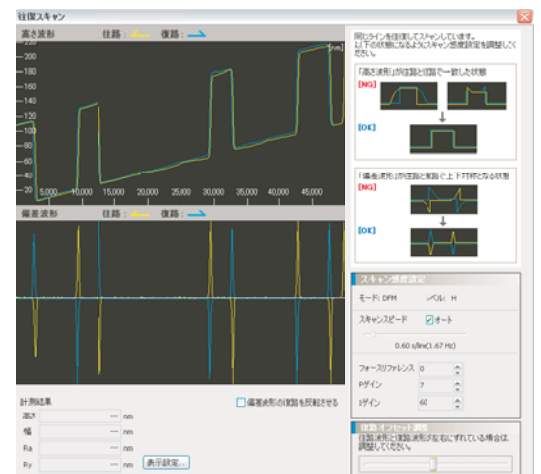 往復スキャン
高さ波形 往路： 復路：
220
200
[nm]
180
160
140
120
100
80
60
40
20
5,000 10,000 15,000 20,000 25,000 30,000 35,000 40,000 45,000
偏差波形 往路： 復路：
計測結果
偏差波形の復路を反転させる
高さ --- nm
幅 --- nm
Ra --- nm
Ry --- nm
表示設定...
同じラインを往復してスキャンしています。
以下の状態になるようにスキャン感度設定を調整してく
ださい。
「高さ波形」が往路と復路で一致した状態
[NG]
[OK]
「偏差波形」が往路と復路で上下対称となる状態
[NG]
[OK]
スキャン感度設定
モード: DFM レベル: H
スキャンスピード オート
0.60 s/line(1.67 Hz)
フォースリファレンス 0
Pゲイン 7
Iゲイン 60
復路オフセット調整
往路波形と復路波形が左右にずれている場合は、
調整してください。